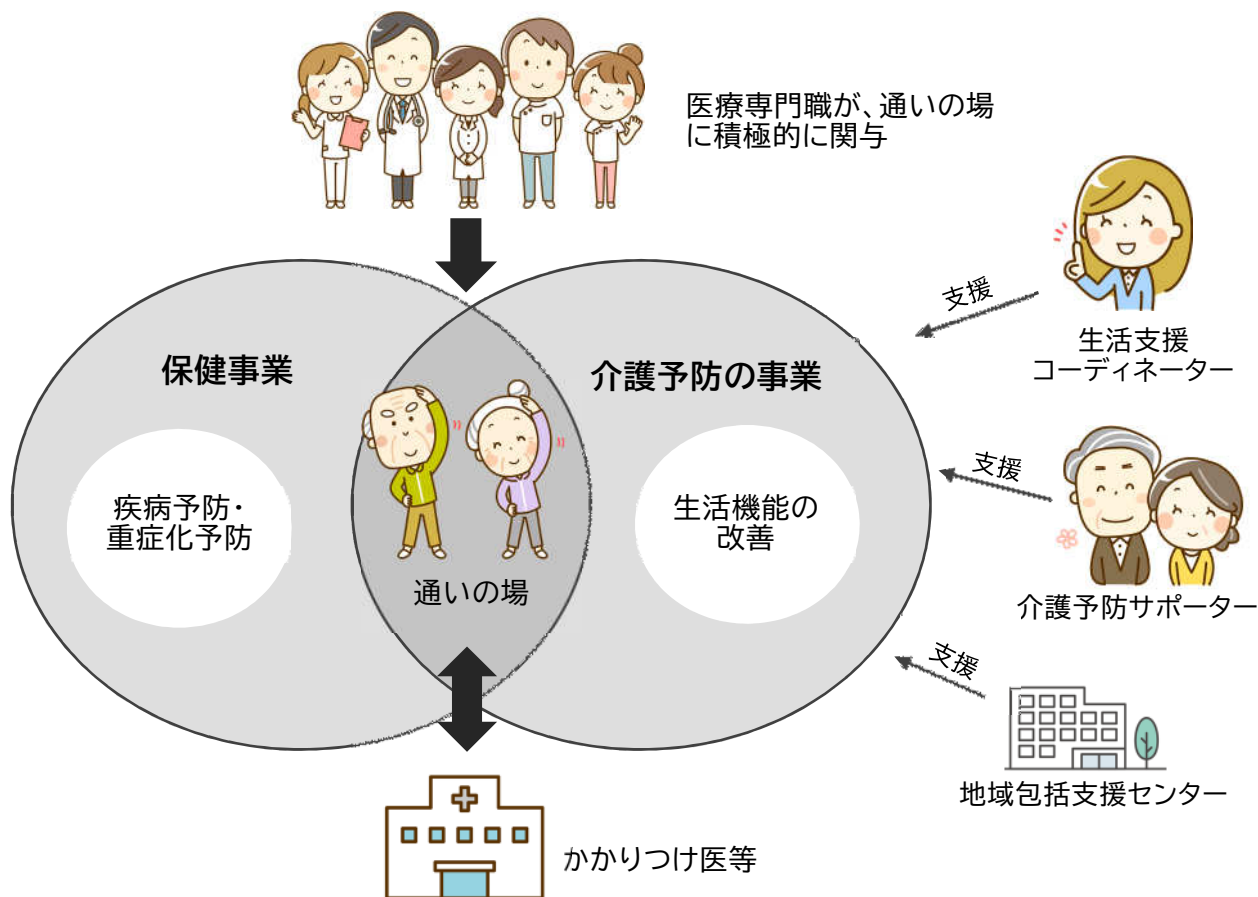 医療専門職が、通いの場
に積極的に関与
支援
生活支援
コーディネーター
保健事業
介護予防の事業
疾病予防・
重症化予防
通いの場
生活機能の
改善
支援
介護予防サポーター
支援
地域包括支援センター
かかりつけ医等